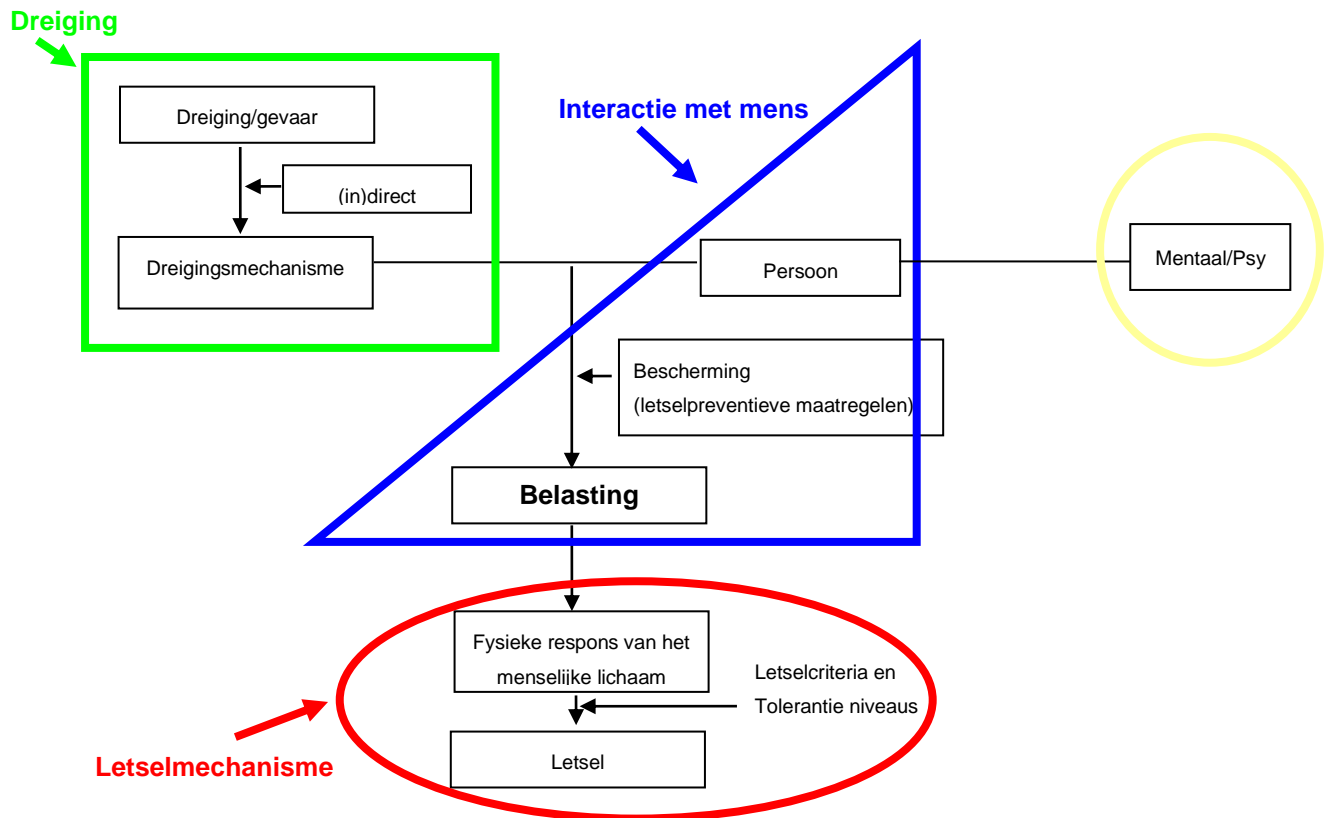 Dreiging
Dreiging/gevaar
(in)direct
Dreigingsmechanisme
Interactie met mens
Persoon
Mentaal/Psy
Bescherming
(letselpreventieve maatregelen)
Belasting
Fysieke respons van het
menselijke lichaam
Letselcriteria en
Tolerantie niveaus
Letsel
Letselmechanisme